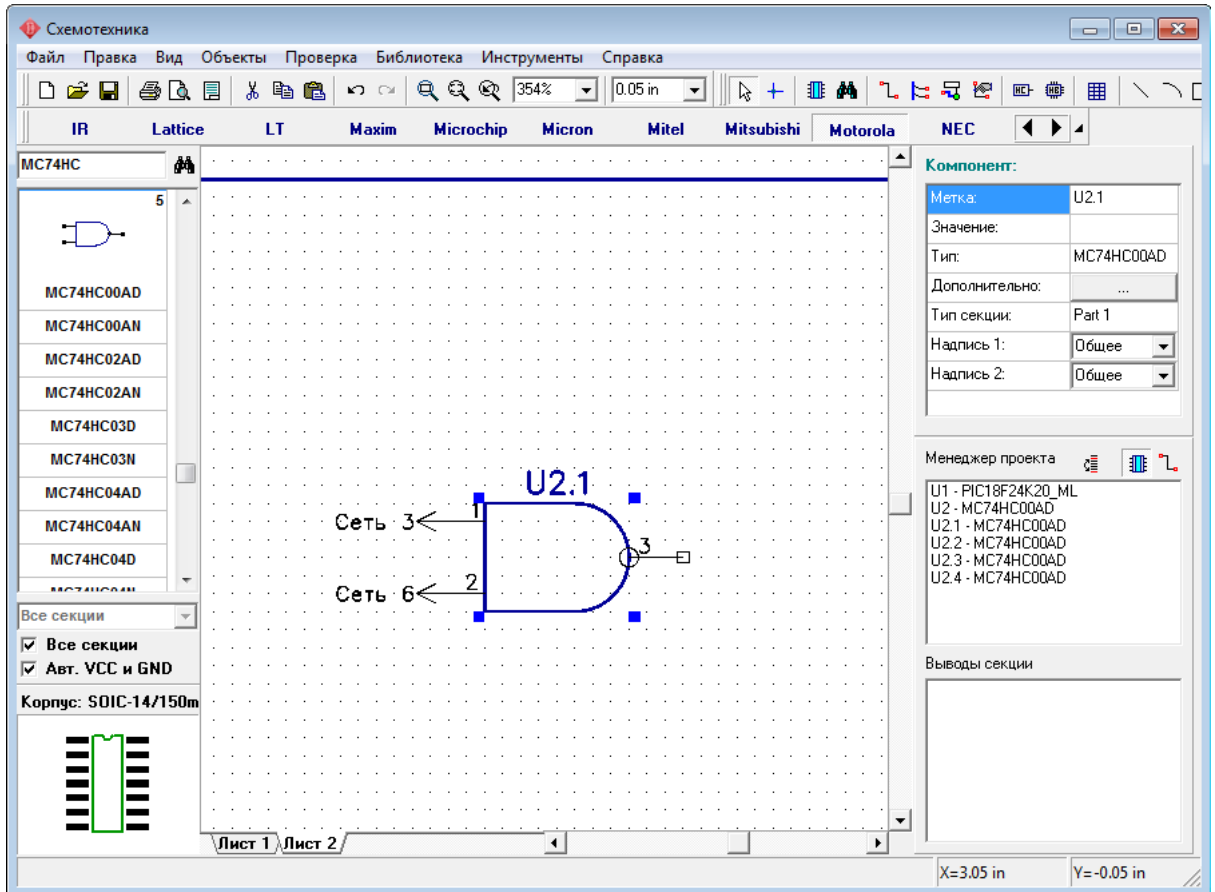 Схемотехника
Файл Правка Вид Объекты Проверка Библиотека Инструменты Справка
354% 0.05 in
IR Lattice LT Maxim Microchip Micron Mitel Mitsubishi Motorola NEC
MC74HC
5
MC74HC00AD
MC74HC00AN
MC74HC02AD
MC74HC02AN
MC74HC03D
MC74HC03N
MC74HC04AD
MC74HC04AN
MC74HC04D
Все секции
Все секции
Авт. VCC и GND
Корпус: SOIC-14/150m
U2.1
Сеть 3
1
3
Сеть 6
2
Лист 1 Лист 2
Компонент:
Метка: U2.1
Значение:
Тип: MC74HC00AD
Дополнительно: ...
Тип секции: Part 1
Надпись 1: Общее
Надпись 2: Общее
Менеджер проекта
U1 - PIC18F24K20_ML
U2 - MC74HC00AD
U2.1 - MC74HC00AD
U2.2 - MC74HC00AD
U2.3 - MC74HC00AD
U2.4 - MC74HC00AD
Выводы секции
X=3.05 in Y=-0.05 in